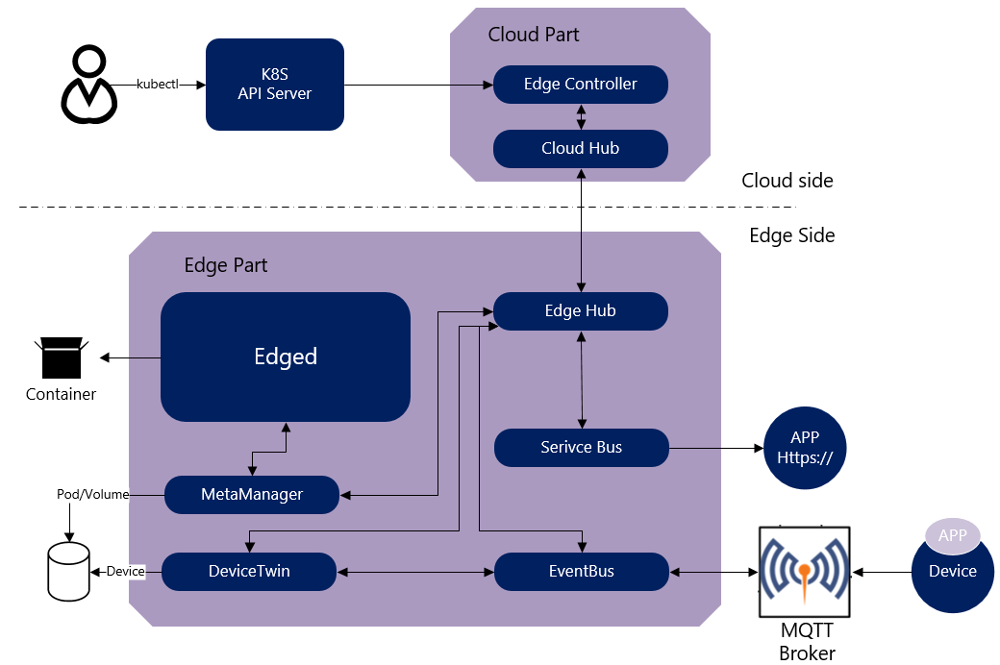 Cloud Part
K8S
API Server
kubectl
Edge Controller
Cloud Hub
Cloud side
Edge Side
Edge Part
Edge Hub
Edged
Container
Serivce Bus
APP
Https://
Pod/Volume
MetaManager
Device
DeviceTwin
EventBus
APP
Device
MQTT
Broker